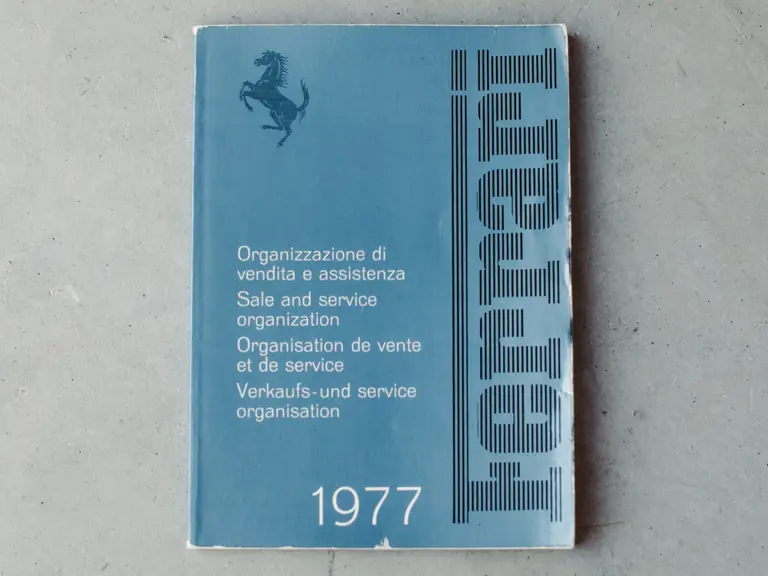 Organizzazione di
vendita e assistenza
Sale and service
organization
Organisation de vente
et de service
Verkaufs-und service
organisation
1977
Ferrari